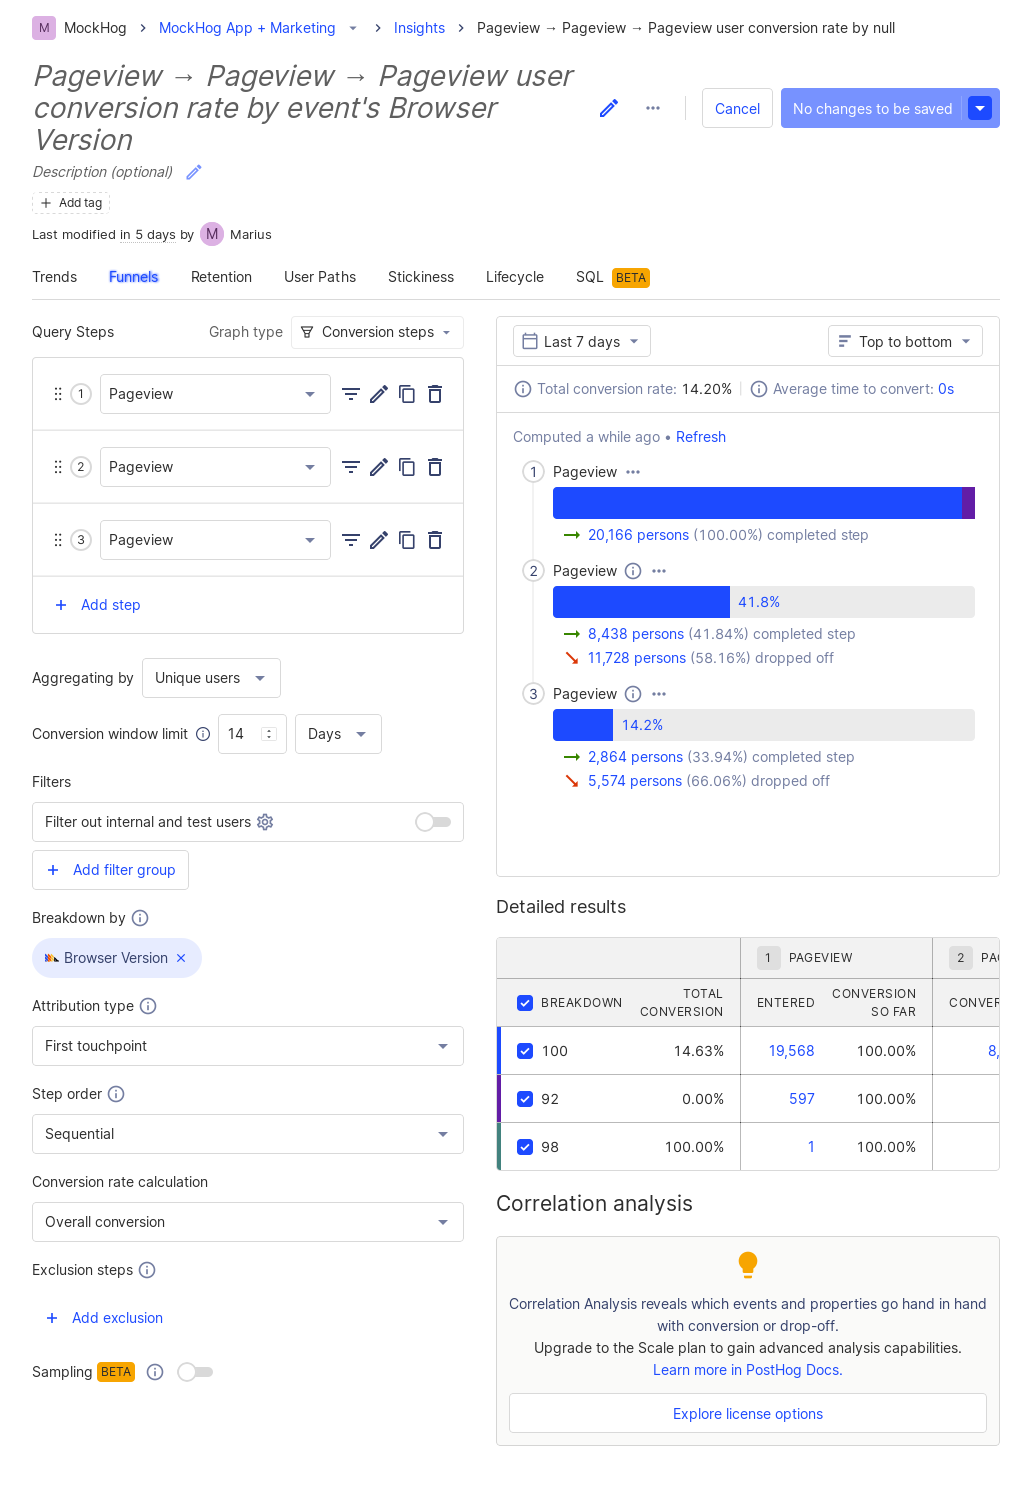 M MockHog > MockHog App + Marketing > Insights > Pageview → Pageview → Pageview user conversion rate by null
Pageview → Pageview → Pageview user
conversion rate by event's Browser
Version
Cancel
No changes to be saved
Description (optional)
Add tag
Last modified in 5 days by M Marius
Trends Funnels Retention User Paths Stickiness Lifecycle SQL BETA
Query Steps
Graph type Conversion steps
1 Pageview
2 Pageview
3 Pageview
+ Add step
Aggregating by Unique users
Conversion window limit 14 Days
Filters
Filter out internal and test users
+ Add filter group
Breakdown by
Browser Version ×
Attribution type
First touchpoint
Step order
Sequential
Conversion rate calculation
Overall conversion
Exclusion steps
+ Add exclusion
Sampling BETA
Last 7 days
Top to bottom
Total conversion rate: 14.20%
Average time to convert: 0s
Computed a while ago • Refresh
1 Pageview
20,166 persons (100.00%) completed step
2 Pageview
41.8%
8,438 persons (41.84%) completed step
11,728 persons (58.16%) dropped off
3 Pageview
14.2%
2,864 persons (33.94%) completed step
5,574 persons (66.06%) dropped off
Detailed results
1 PAGEVIEW 2 PAG
BREAKDOWN TOTAL CONVERSION ENTERED CONVERSION SO FAR CONVER
100 14.63% 19,568 100.00% 8,
92 0.00% 597 100.00%
98 100.00% 1 100.00%
Correlation analysis
Correlation Analysis reveals which events and properties go hand in hand
with conversion or drop-off.
Upgrade to the Scale plan to gain advanced analysis capabilities.
Learn more in PostHog Docs.
Explore license options